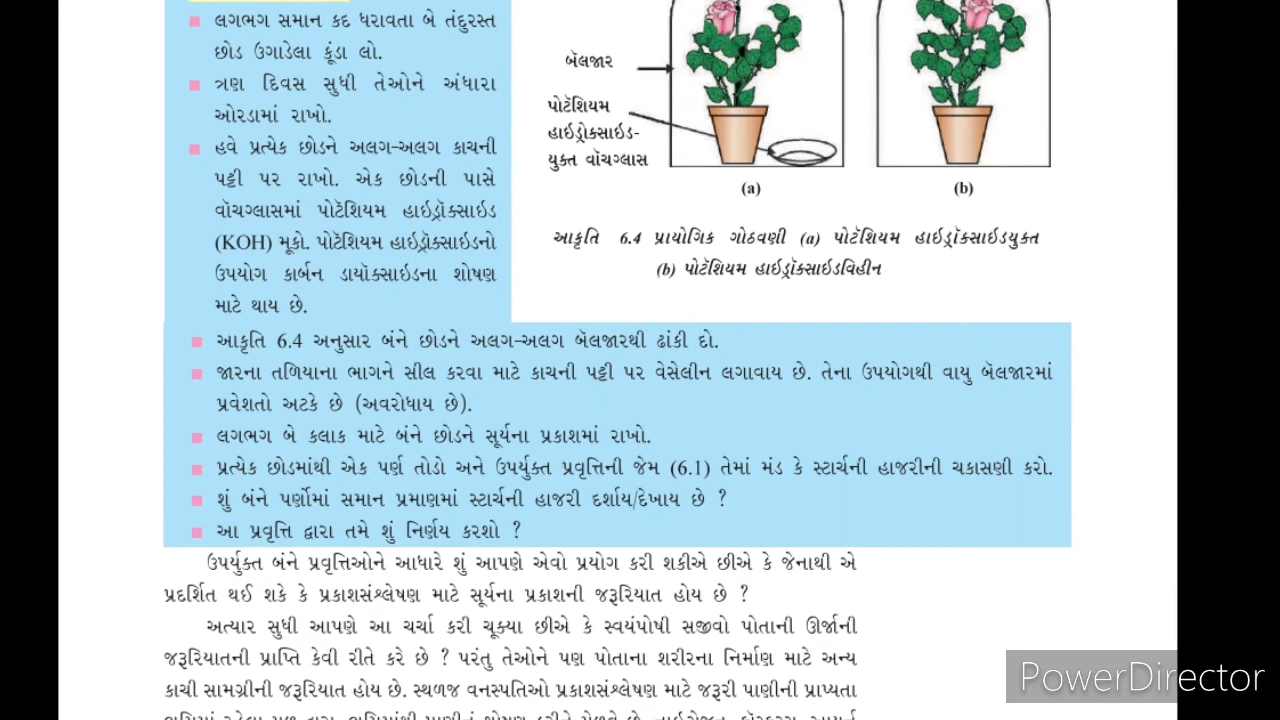 લગભગ સમાન કદ ધરાવતા બે તંદુરસ્ત
છોડ ઉગાડેલા કૂંડા લો.
ત્રણ દિવસ સુધી તેઓને અંધારા
ઓરડામાં રાખો.
હવે પ્રત્યેક છોડને અલગ-અલગ કાચની
પટ્ટી પર રાખો. એક છોડની પાસે
વૉચગ્લાસમાં પોટૅશિયમ હાઇડ્રૉક્સાઇડ
(KOH) મૂકો. પોટૅશિયમ હાઇડ્રૉક્સાઇડનો
ઉપયોગ કાર્બન ડાયૉક્સાઇડના શોષણ
માટે થાય છે.
બૅલજાર
પોટૅશિયમ
હાઇડ્રોક્સાઇડ-
યુક્ત વૉચગ્લાસ
(a)
(b)
આકૃતિ 6.4 પ્રાયોગિક ગોઠવણી (a) પોટૅશિયમ હાઇડ્રૉક્સાઇડયુક્ત
(b) પોટૅશિયમ હાઇડ્રૉક્સાઇડવિહીન
આકૃતિ 6.4 અનુસાર બંને છોડને અલગ-અલગ બૅલજારથી ઢાંકી દો.
જારના તળિયાના ભાગને સીલ કરવા માટે કાચની પટ્ટી પર વેસેલીન લગાવાય છે. તેના ઉપયોગથી વાયુ બૅલજારમાં
પ્રવેશતો અટકે છે (અવરોધાય છે).
લગભગ બે કલાક માટે બંને છોડને સૂર્યના પ્રકાશમાં રાખો.
પ્રત્યેક છોડમાંથી એક પર્ણ તોડો અને ઉપર્યુક્ત પ્રવૃત્તિની જેમ (6.1) તેમાં મંડ કે સ્ટાર્ચની હાજરીની ચકાસણી કરો.
શું બંને પર્ણોમાં સમાન પ્રમાણમાં સ્ટાર્ચની હાજરી દર્શાય/દેખાય છે ?
આ પ્રવૃત્તિ દ્વારા તમે શું નિર્ણય કરશો ?
ઉપર્યુક્ત બંને પ્રવૃત્તિઓને આધારે શું આપણે એવો પ્રયોગ કરી શકીએ છીએ કે જેનાથી એ
પ્રદર્શિત થઈ શકે કે પ્રકાશસંશ્લેષણ માટે સૂર્યના પ્રકાશની જરૂરિયાત હોય છે ?
અત્યાર સુધી આપણે આ ચર્ચા કરી ચૂક્યા છીએ કે સ્વયંપોષી સજીવો પોતાની ઊર્જાની
જરૂરિયાતની પ્રાપ્તિ કેવી રીતે કરે છે ? પરંતુ તેઓને પણ પોતાના શરીરના નિર્માણ માટે અન્ય
કાચી સામગ્રીની જરૂરિયાત હોય છે. સ્થળજ વનસ્પતિઓ પ્રકાશસંશ્લેષણ માટે જરૂરી પાણીની પ્રાપ્યતા
PowerDirector